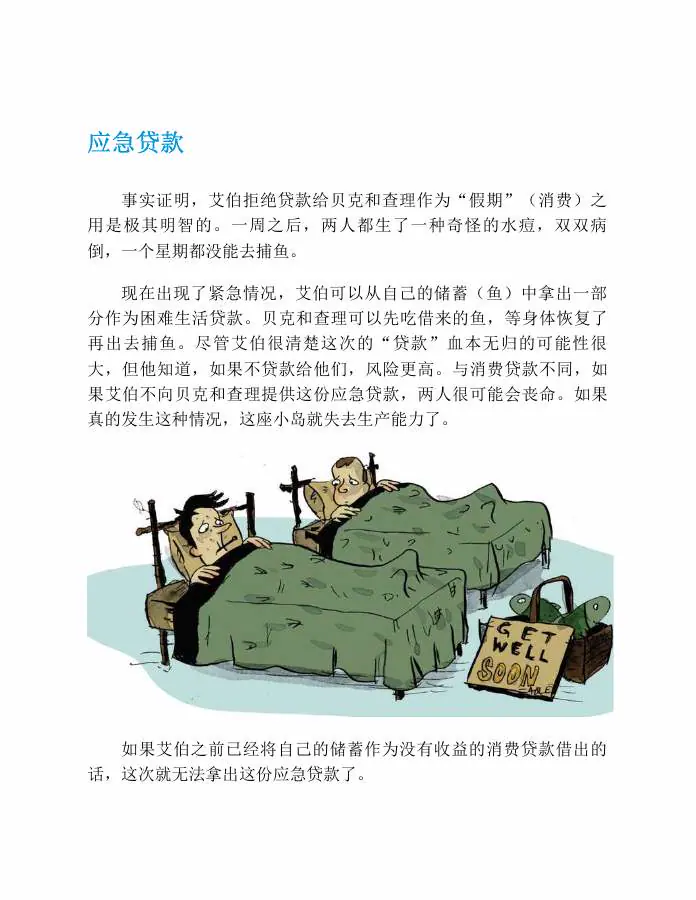 应急贷款
事实证明，艾伯拒绝贷款给贝克和查理作为“假期”（消费）之
用是极其明智的。一周之后，两人都生了一种奇怪的水痘，双双病
倒，一个星期都没能去捕鱼。
现在出现了紧急情况，艾伯可以从自己的储蓄（鱼）中拿出一部
分作为困难生活贷款。贝克和查理可以先吃借来的鱼，等身体恢复了
再出去捕鱼。尽管艾伯很清楚这次的“贷款”血本无归的可能性很
大，但他知道，如果不贷款给他们，风险更高。与消费贷款不同，如
果艾伯不向贝克和查理提供这份应急贷款，两人很可能会丧命。如果
真的发生这种情况，这座小岛就失去生产能力了。
GET
WELL
SOON
-ABLE
如果艾伯之前已经将自己的储蓄作为没有收益的消费贷款借出的
话，这次就无法拿出这份应急贷款了。